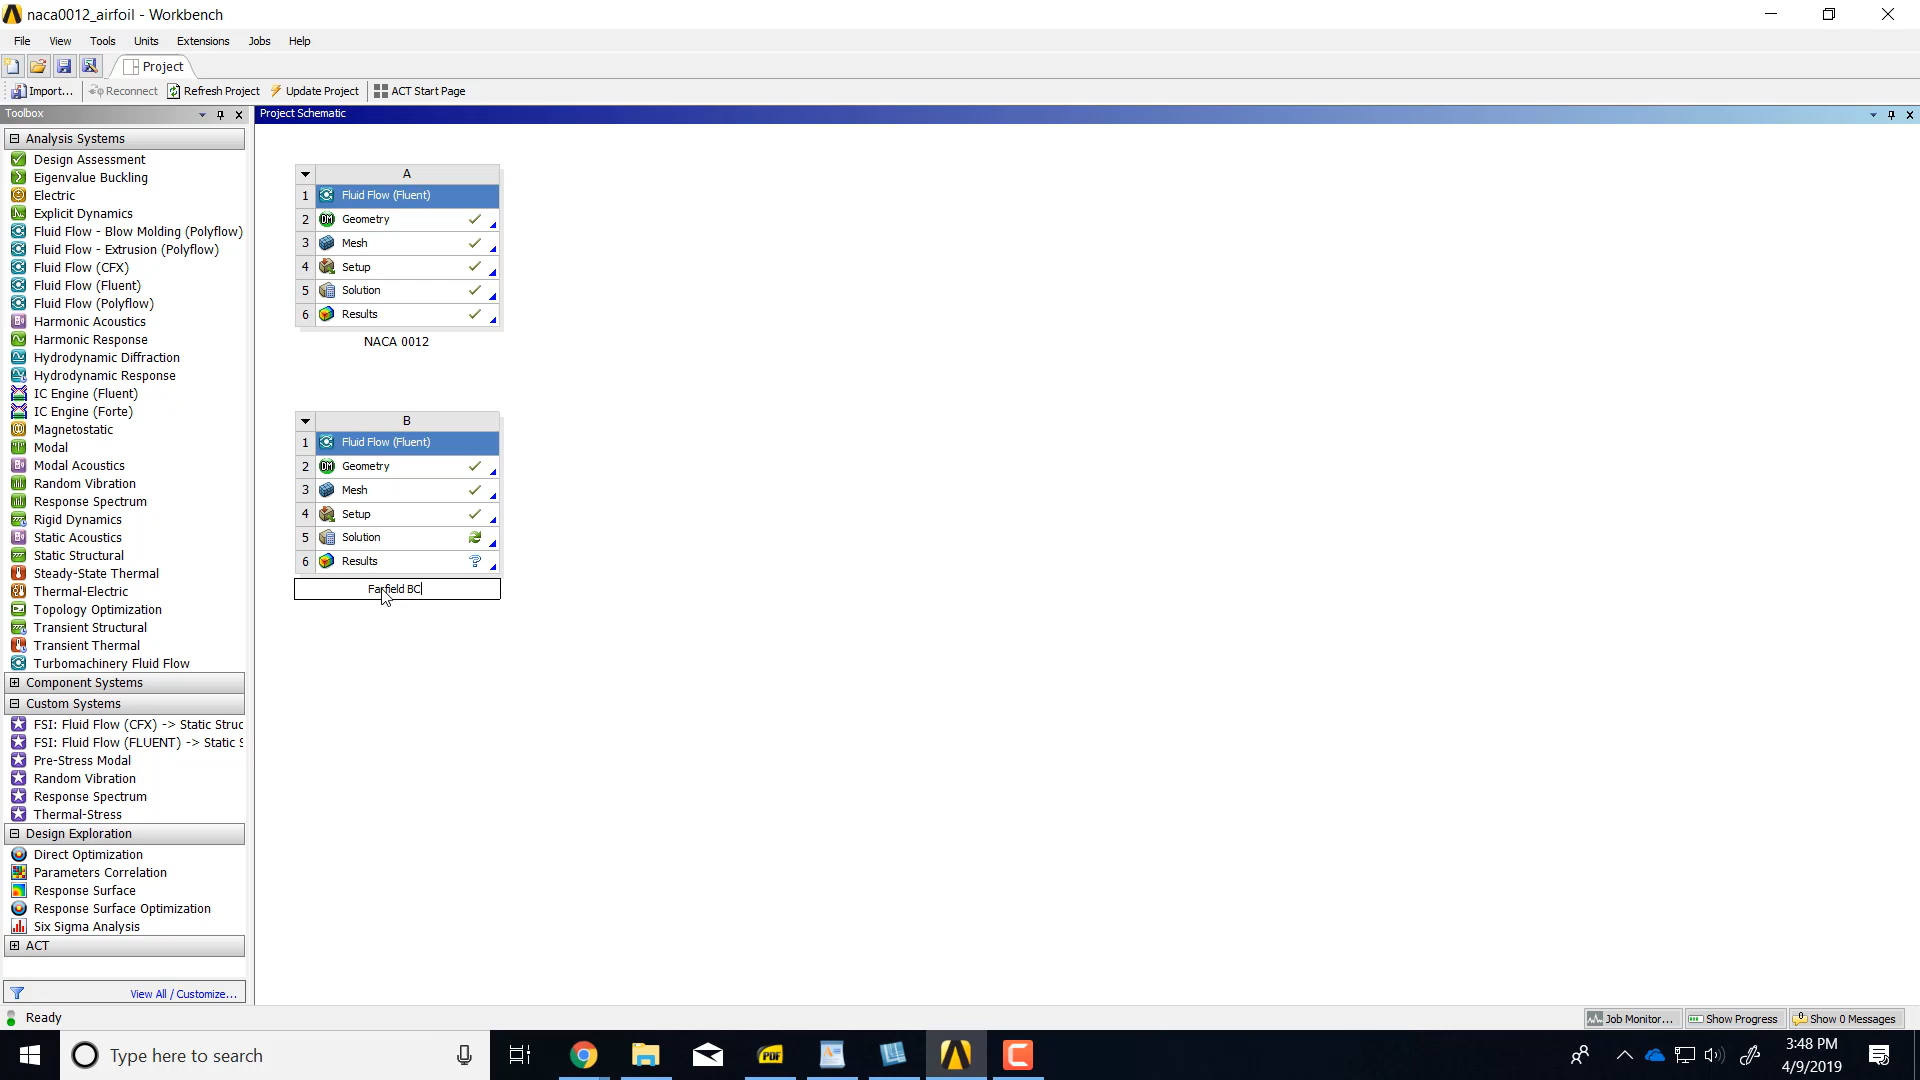 naca0012_airfoil - Workbench
File View Tools Units Extensions Jobs Help
Project
Import... Reconnect Refresh Project Update Project ACT Start Page
Toolbox
Analysis Systems
Design Assessment
Eigenvalue Buckling
Electric
Explicit Dynamics
Fluid Flow - Blow Molding (Polyflow)
Fluid Flow - Extrusion (Polyflow)
Fluid Flow (CFX)
Fluid Flow (Fluent)
Fluid Flow (Polyflow)
Harmonic Acoustics
Harmonic Response
Hydrodynamic Diffraction
Hydrodynamic Response
IC Engine (Fluent)
IC Engine (Forte)
Magnetostatic
Modal
Modal Acoustics
Random Vibration
Response Spectrum
Rigid Dynamics
Static Acoustics
Static Structural
Steady-State Thermal
Thermal-Electric
Topology Optimization
Transient Structural
Transient Thermal
Turbomachinery Fluid Flow
Component Systems
Custom Systems
FSI: Fluid Flow (CFX) -> Static Struc
FSI: Fluid Flow (FLUENT) -> Static S
Pre-Stress Modal
Random Vibration
Response Spectrum
Thermal-Stress
Design Exploration
Direct Optimization
Parameters Correlation
Response Surface
Response Surface Optimization
Six Sigma Analysis
ACT
View All / Customize...
Project Schematic
A
1 Fluid Flow (Fluent)
2 DM Geometry
3 Mesh
4 Setup
5 Solution
6 Results
NACA 0012
B
1 Fluid Flow (Fluent)
2 DM Geometry
3 Mesh
4 Setup
5 Solution
6 Results ?
Farfield BC
Ready
Job Monitor... Show Progress 0 Show 0 Messages
Type here to search
PDF
3:48 PM
4/9/2019